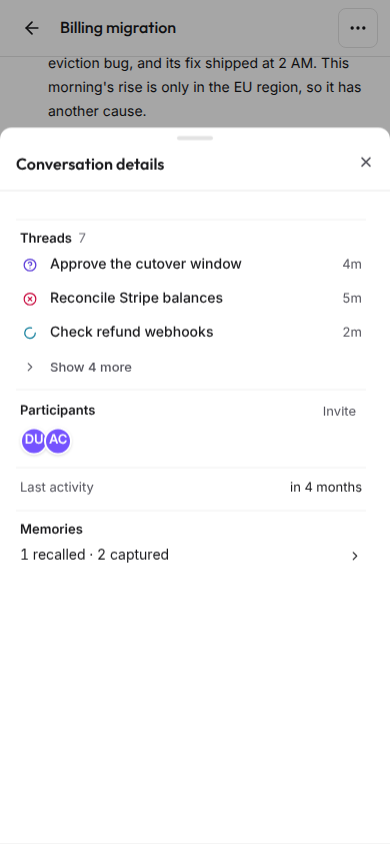 Billing migration
eviction bug, and its fix shipped at 2 AM. This
morning's rise is only in the EU region, so it has
another cause.
Conversation details
Threads 7
Approve the cutover window 4m
Reconcile Stripe balances 5m
Check refund webhooks 2m
Show 4 more
Participants Invite
DU AC
Last activity in 4 months
Memories
1 recalled · 2 captured